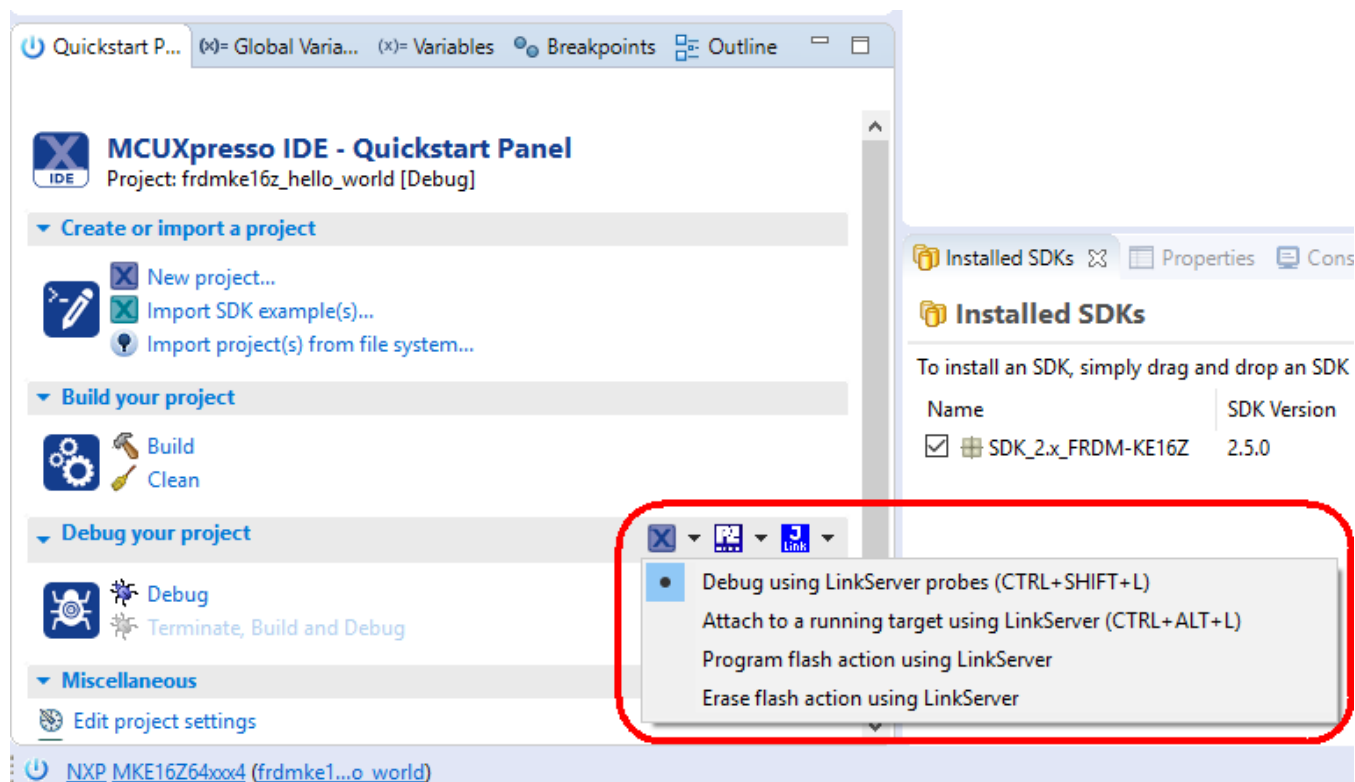 Quickstart P...
(x)= Global Varia...
(x)= Variables
Breakpoints
Outline
X
IDE
MCUXpresso IDE - Quickstart Panel
Project: frdmke16z_hello_world [Debug]
Create or import a project
New project...
Import SDK example(s)...
Import project(s) from file system...
Build your project
Build
Clean
Debug your project
X
PE
J
Link
Debug
Terminate, Build and Debug
Debug using LinkServer probes (CTRL+SHIFT+L)
Attach to a running target using LinkServer (CTRL+ALT+L)
Program flash action using LinkServer
Erase flash action using LinkServer
Miscellaneous
Edit project settings
NXP MKE16Z64xxx4 (frdmke1...o_world)
Installed SDKs
Properties
Cons
Installed SDKs
To install an SDK, simply drag and drop an SDK
Name SDK Version
SDK_2.x_FRDM-KE16Z 2.5.0